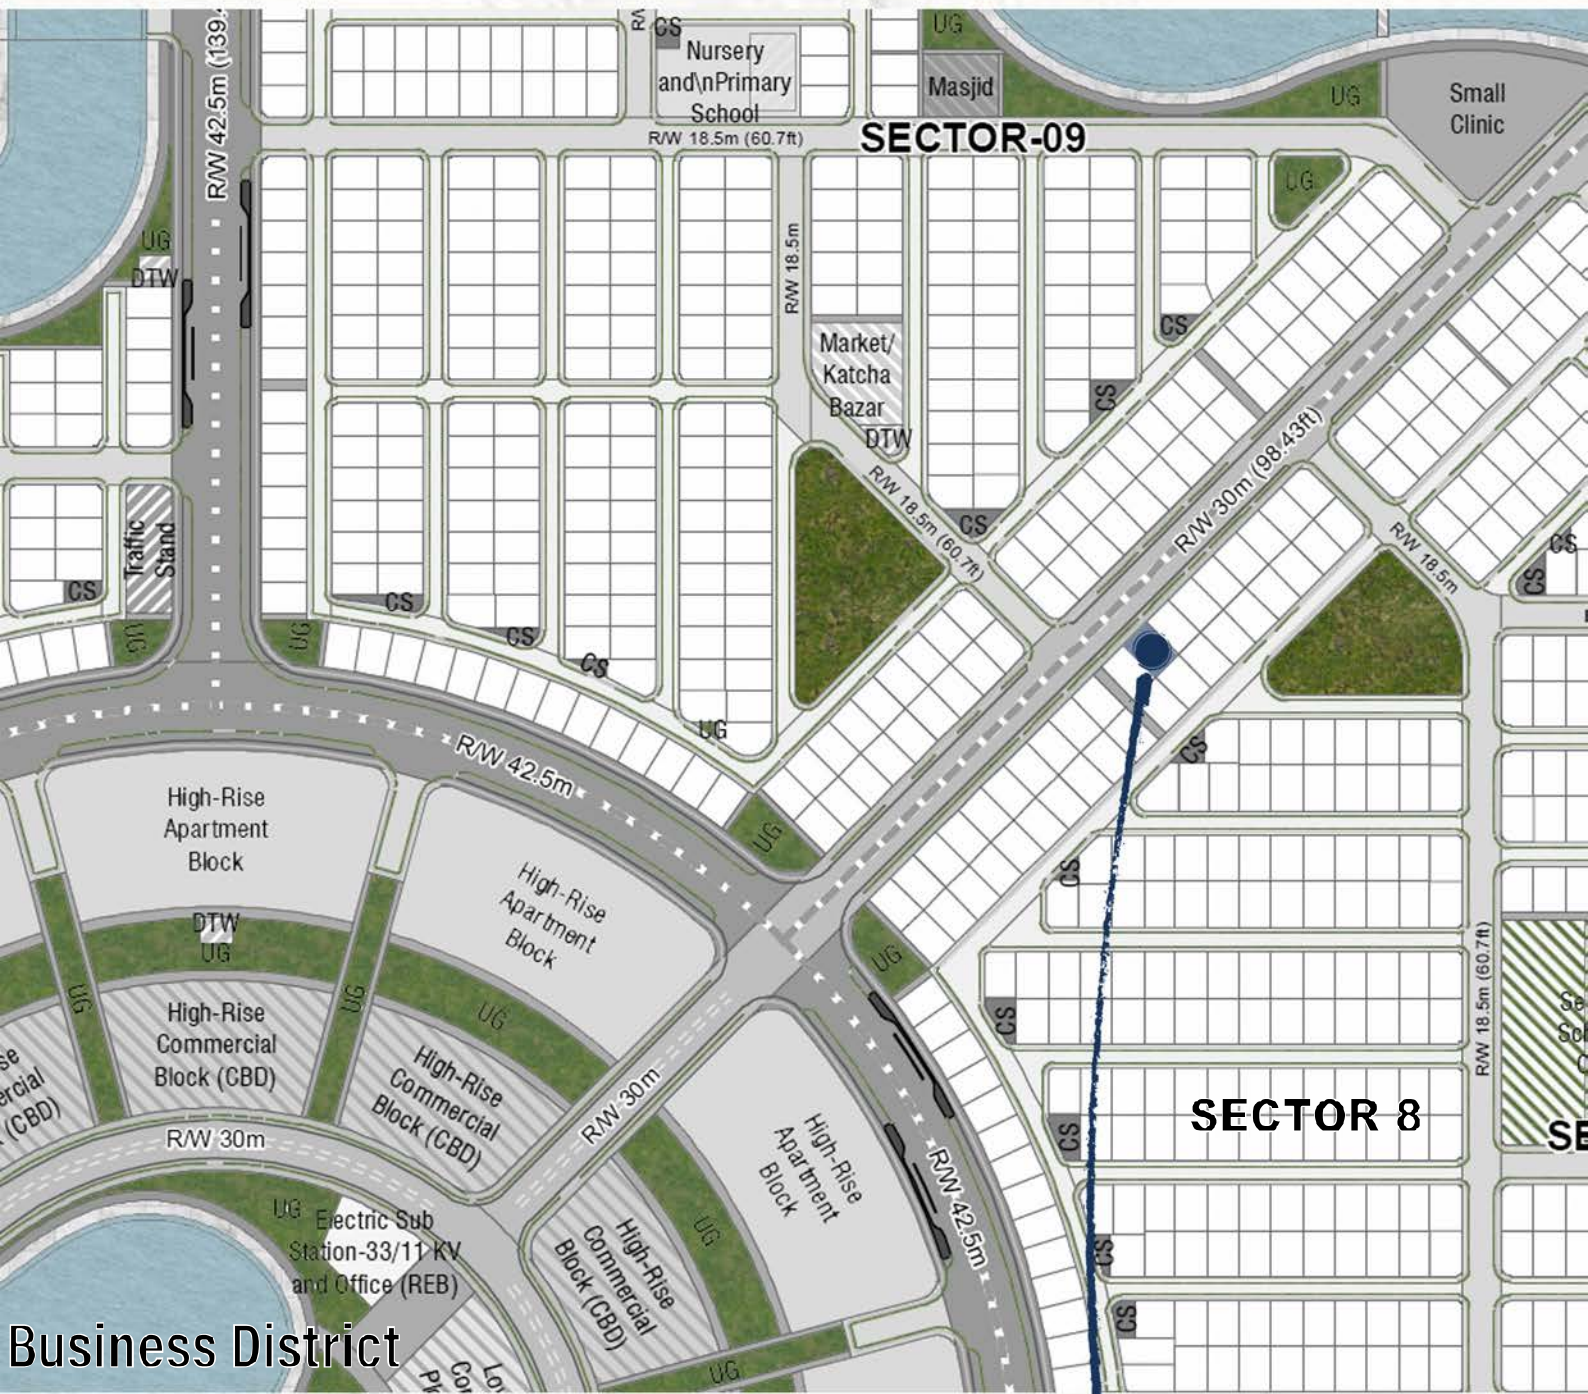 R/W 42.5m (139.
CS
Nursery
and\nPrimary
School
UG
Masjid
UG
Small
Clinic
R/W 18.5m (60.7ft)
SECTOR-09
UG
UG
DTW
R/W 18.5m
CS
Market/
Katcha
Bazar
DTW
CS
R/W 30m (98.43ft)
R/W 18.5m (60.7ft)
CS
R/W 18.5m
CS
CS
Traffic
Stand
CS
CS
CS
CS
UG
UG
UG
CS
R/W 42.5m
UG
High-Rise
Apartment
Block
High-Rise
Apartment
Block
CS
DTW
UG
UG
UG
UG
UG
CS
R/W 18.5m (60.7ft)
High-Rise
Commercial
Block (CBD)
High-Rise
Commercial
Block (CBD)
(CBD)
R/W 30m
R/W 30m
High-Rise
Apartment
Block
CS
SECTOR 8
SE
R/W 42.5m
UG
Electric Sub
Station-33/11 KV
and Office (REB)
UG
High-Rise
Commercial
Block (CBD)
CS
CS
Business District
UG